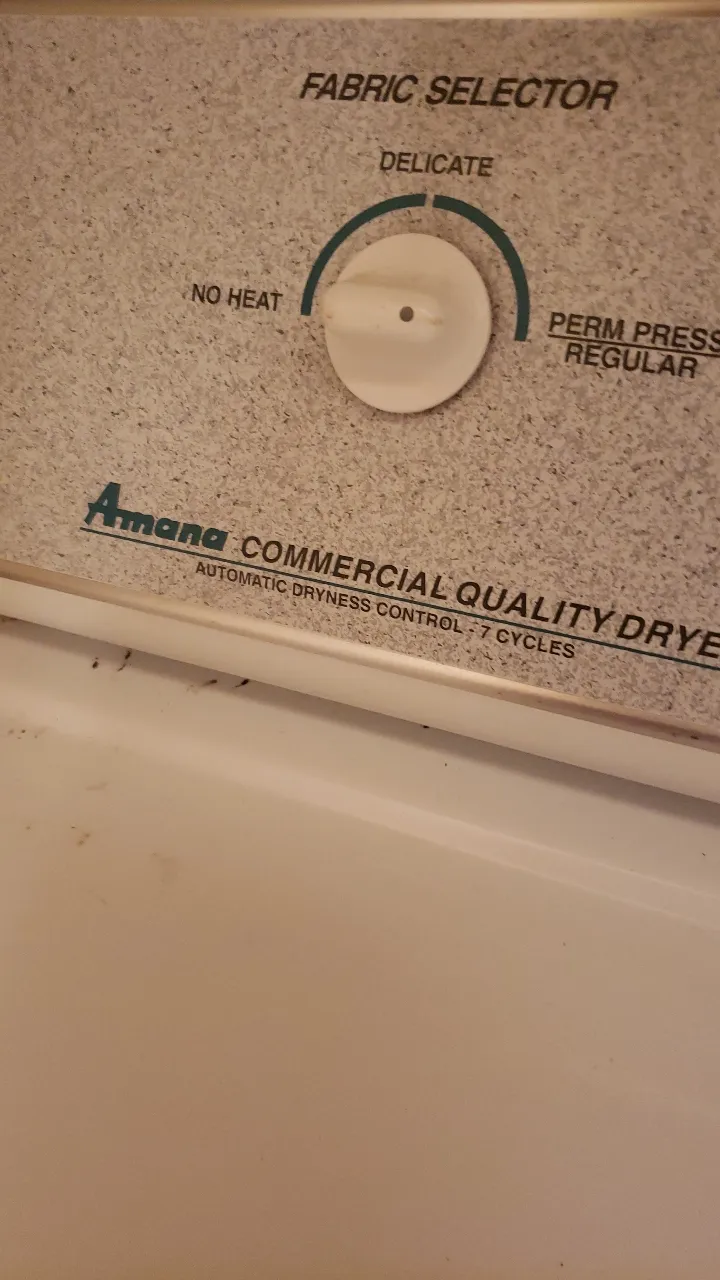 FABRIC SELECTOR
DELICATE
NO HEAT
PERM PRESS
REGULAR
Amana COMMERCIAL QUALITY DRYE
AUTOMATIC DRYNESS CONTROL - 7 CYCLES